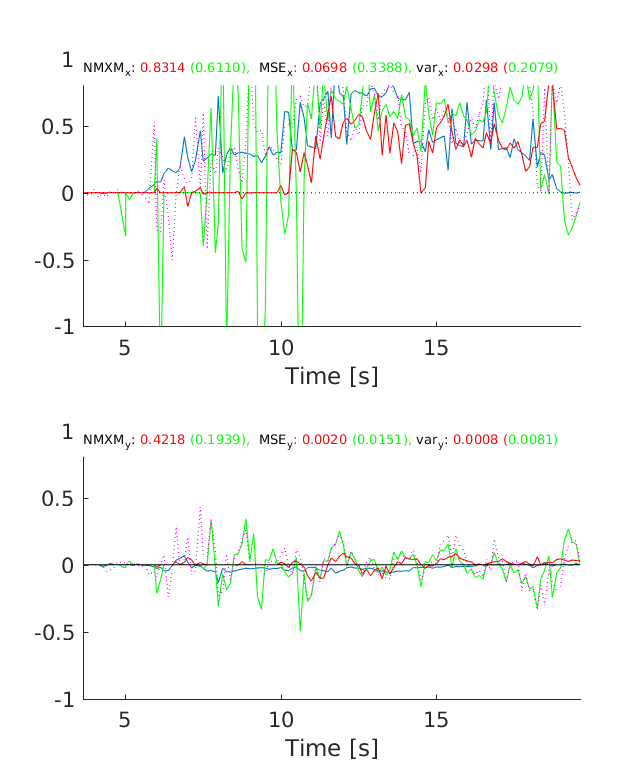 1
NMXMx: 0.8314 (0.6110), MSEx: 0.0698 (0.3388), varx: 0.0298 (0.2079)
0.5
0
-0.5
-1
5 10 15
Time [s]
1
NMXMy: 0.4218 (0.1939), MSEy: 0.0020 (0.0151), vary: 0.0008 (0.0081)
0.5
0
-0.5
-1
5 10 15
Time [s]